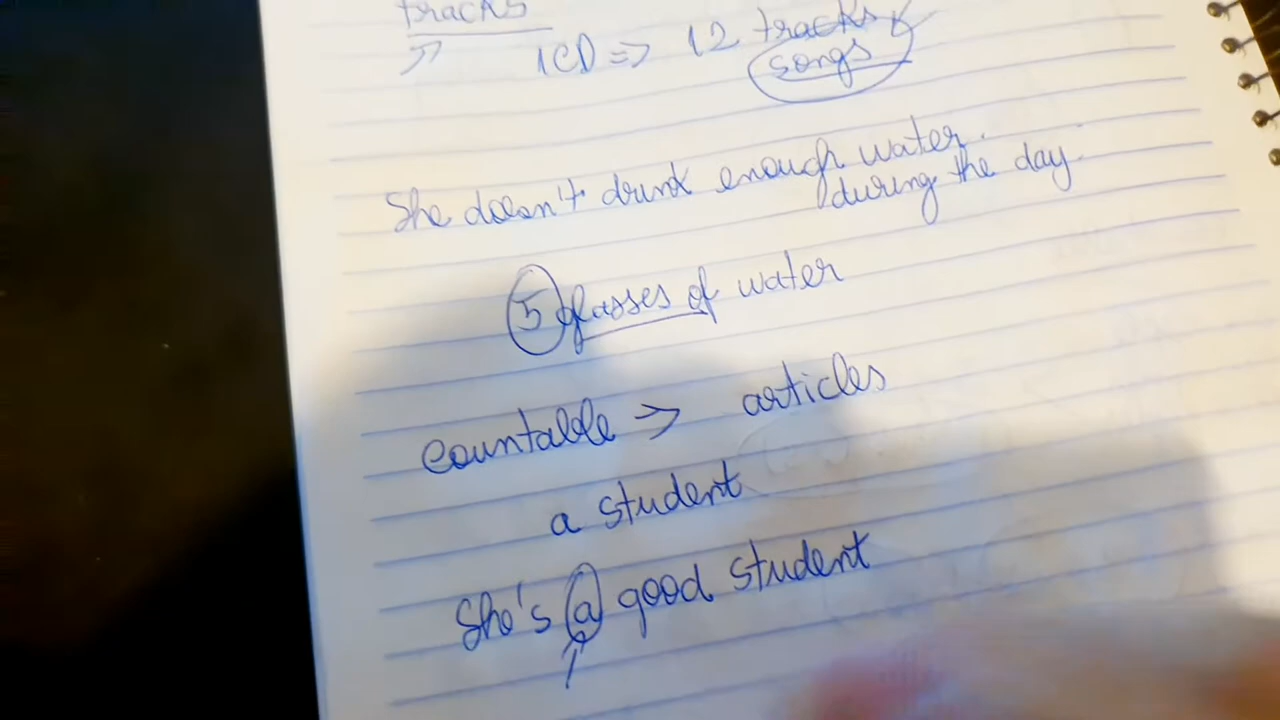 tracks
1CD => 12 tracks
songs
She doesn't drink enough water.
during the day.
5 glasses of water
countable => articles
a student
She's a good student